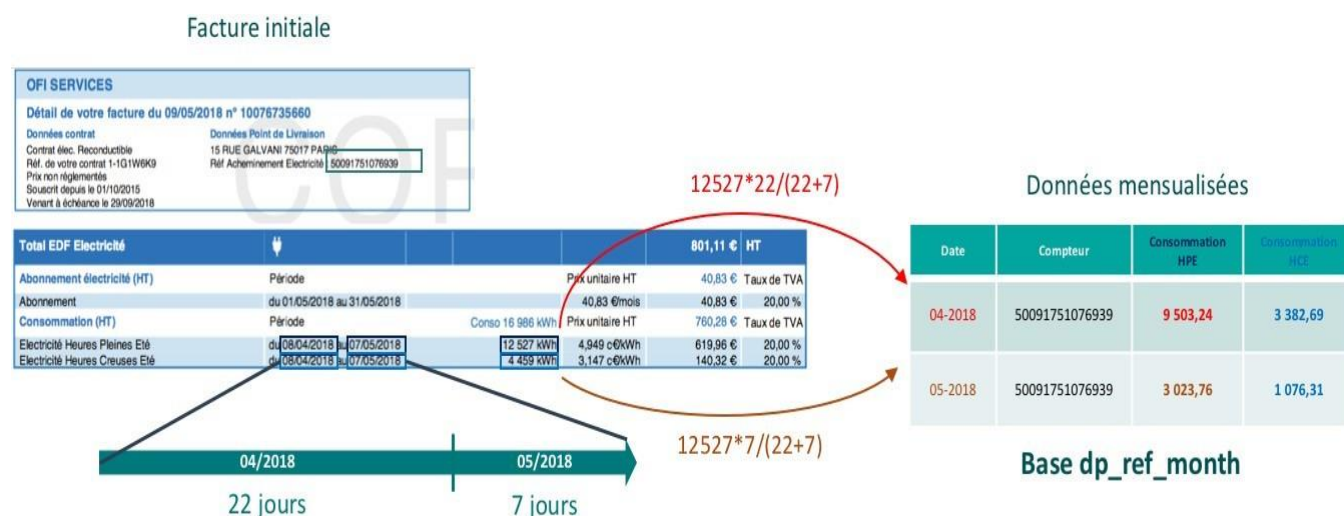 Facture initiale
OFI SERVICES
Détail de votre facture du 09/05/2018 n° 10076735660
Données contrat
Contrat élec. Reconductible
Réf. de votre contrat 1-1G1W6K9
Prix non réglementés
Souscrit depuis le 01/10/2015
Venant à échéance le 29/09/2018
Données Point de Livraison
15 RUE GALVANI 75017 PARIS
Réf Acheminement Electricité : 50091751076939
COF
Total EDF Electricité 801,11 € HT
Abonnement électricité (HT) Période Prix unitaire HT 40,83 € Taux de TVA
Abonnement du 01/05/2018 au 31/05/2018 40,83 €/mois 40,83 € 20,00 %
Consommation (HT) Période Conso 16 986 kWh Prix unitaire HT 760,28 € Taux de TVA
Electricité Heures Pleines Eté du 08/04/2018 au 07/05/2018 12 527 kWh 4,949 c€/kWh 619,96 € 20,00 %
Electricité Heures Creuses Eté du 08/04/2018 au 07/05/2018 4 459 kWh 3,147 c€/kWh 140,32 € 20,00 %
04/2018 05/2018
22 jours 7 jours
12527*22/(22+7)
12527*7/(22+7)
Données mensualisées
Date Compteur Consommation HPE Consommation HCE
04-2018 50091751076939 9 503,24 3 382,69
05-2018 50091751076939 3 023,76 1 076,31
Base dp_ref_month